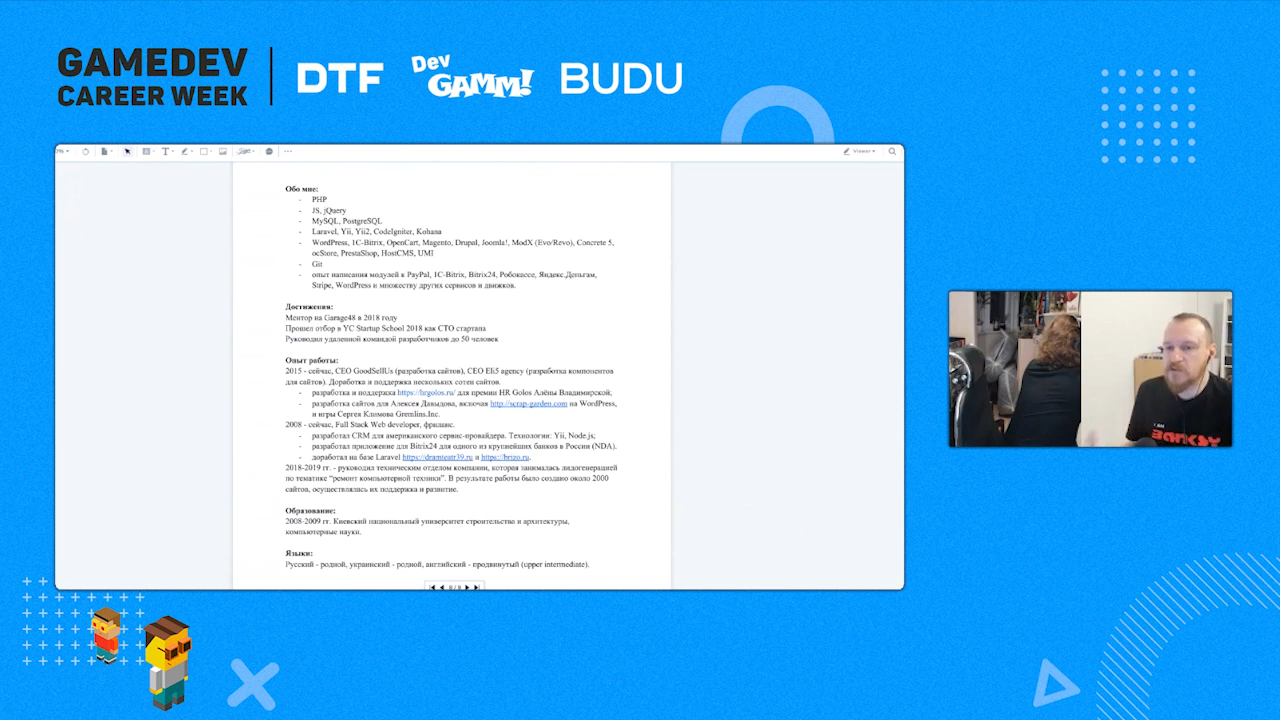 GAMEDEV
CAREER WEEK
DTF
Dev
GAMM!
BUDU
Viewer
Обо мне:
- PHP
- JS, jQuery
- MySQL, PostgreSQL
- Laravel, Yii, Yii2, CodeIgniter, Kohana
- WordPress, 1C-Bitrix, OpenCart, Magento, Drupal, Joomla!, ModX (Evo/Revo), Concrete 5,
ocStore, PrestaShop, HostCMS, UMI
- Git
- опыт написания модулей к PayPal, 1C-Bitrix, Bitrix24, Робокассе, Яндекс.Деньгам,
Stripe, WordPress и множеству других сервисов и движков.
Достижения:
Ментор на Garage48 в 2018 году
Прошел отбор в YC Startup School 2018 как CTO стартапа
Руководил удаленной командой разработчиков до 50 человек
Опыт работы:
2015 - сейчас, CEO GoodSellUs (разработка сайтов), CEO Eli5 agency (разработка компонентов
для сайтов). Доработка и поддержка нескольких сотен сайтов.
- разработка и поддержка https://hrgolos.ru/ для премии HR Golos Алёны Владимирской;
- разработка сайтов для Алексея Давыдова, включая http://scrap-garden.com на WordPress,
и игры Сергея Климова Gremlins.Inc.
2008 - сейчас, Full Stack Web developer, фриланс.
- разработал CRM для американского сервис-провайдера. Технологии: Yii, Node.js;
- разработал приложение для Bitrix24 для одного из крупнейших банков в России (NDA).
- доработал на базе Laravel https://dramteatr39.ru и https://brizo.ru.
2018-2019 гг. - руководил техническим отделом компании, которая занималась лидогенерацией
по тематике “ремонт компьютерной техники”. В результате работы было создано около 2000
сайтов, осуществлялась их поддержка и развитие.
Образование:
2008-2009 гг. Киевский национальный университет строительства и архитектуры,
компьютерные науки.
Языки:
Русский - родной, украинский - родной, английский - продвинутый (upper intermediate).
BANKSY